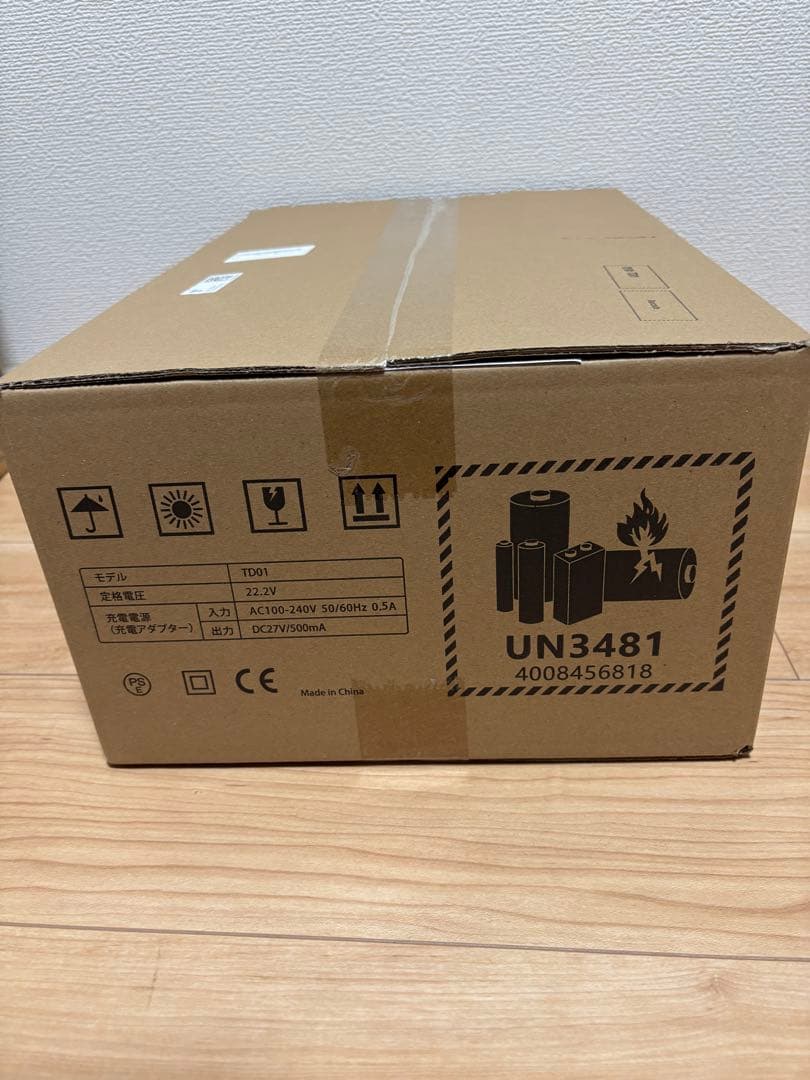 モデル TD01
定格電圧 22.2V
充電電源 (充電アダプター) 入力 AC100-240V 50/60Hz 0.5A
出力 DC27V/500mA
PS
E
CE
Made in China
UN3481
4008456818